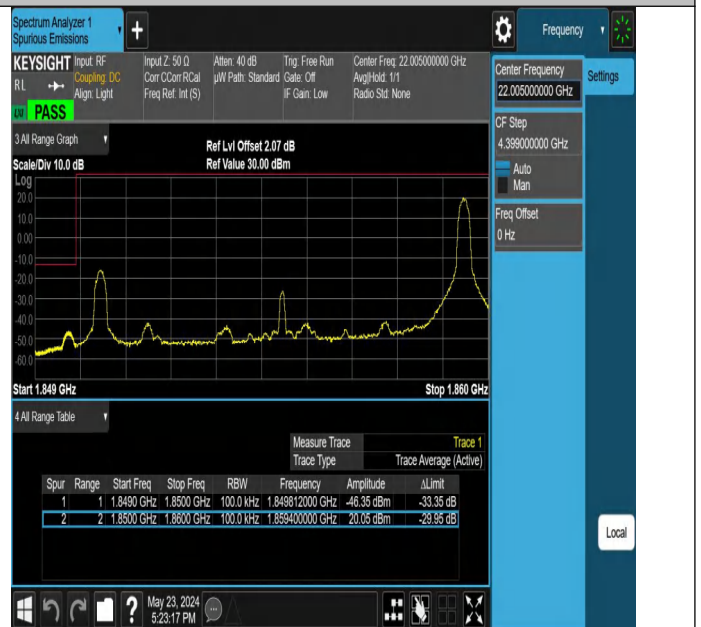 Spectrum Analyzer 1
Spurious Emissions
+
Frequency
KEYSIGHT
RL
Input: RF
Coupling: DC
Align: Light
Input Z: 50 Ω
Corr CCorr RCal
Freq Ref: Int (S)
Atten: 40 dB
µW Path: Standard
Trig: Free Run
Gate: Off
IF Gain: Low
Center Freq: 22.005000000 GHz
Avg|Hold: 1/1
Radio Std: None
PASS
Center Frequency
22.005000000 GHz
Settings
CF Step
4.399000000 GHz
Auto
Man
Freq Offset
0 Hz
3 All Range Graph
Ref Lvl Offset 2.07 dB
Scale/Div 10.0 dB
Ref Value 30.00 dBm
Log
20.0
10.0
0.00
-10.0
-20.0
-30.0
-40.0
-50.0
-60.0
Start 1.849 GHz
Stop 1.860 GHz
4 All Range Table
Measure Trace Trace 1
Trace Type Trace Average (Active)
Spur Range Start Freq Stop Freq RBW Frequency Amplitude ΔLimit
1 1 1.8490 GHz 1.8500 GHz 100.0 kHz 1.849812000 GHz -46.35 dBm -33.35 dB
2 2 1.8500 GHz 1.8600 GHz 100.0 kHz 1.859400000 GHz 20.05 dBm -29.95 dB
Local
?
May 23, 2024
5:23:17 PM